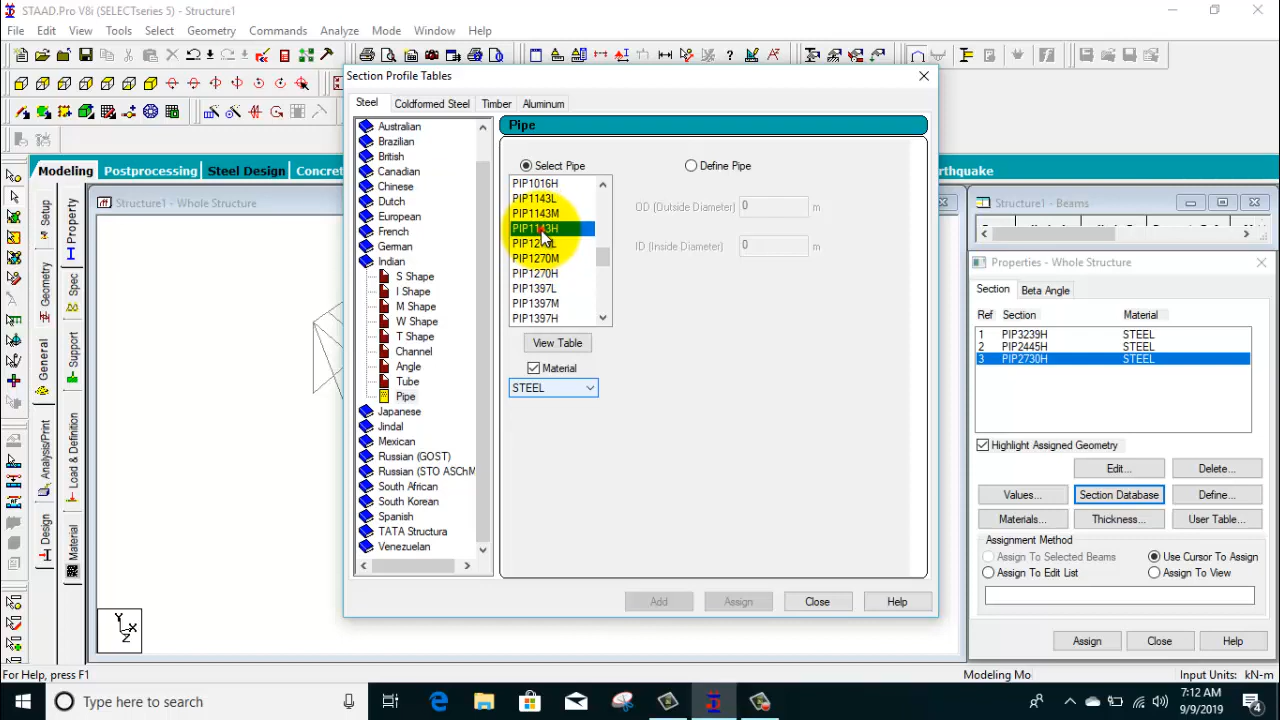 STAAD.Pro V8i (SELECTseries 5) - Structure1
File Edit View Tools Select Geometry Commands Analyze Mode Window Help
Modeling Postprocessing Steel Design
Structure1 - Whole Structure
Setup
Geometry
General
Analysis/Print
Design
Property
Spec
Support
Load & Definition
Material
Section Profile Tables
Steel Coldformed Steel Timber Aluminum
Australian
Brazilian
British
Canadian
Chinese
Dutch
European
French
German
Indian
S Shape
I Shape
M Shape
W Shape
T Shape
Channel
Angle
Tube
Pipe
Japanese
Jindal
Mexican
Russian (GOST)
Russian (STO ASChM
South African
South Korean
Spanish
TATA Structura
Venezuelan
Pipe
Select Pipe Define Pipe
PIP1016H
PIP1143L
PIP1143M
PIP1143H
PIP1270M
PIP1270H
PIP1397L
PIP1397M
PIP1397H
OD (Outside Diameter) 0 m
ID (Inside Diameter) 0 m
View Table
Material
STEEL
Add Assign Close Help
Structure1 - Beams
Properties - Whole Structure
Section Beta Angle
Ref Section Material
1 PIP3239H STEEL
2 PIP2445H STEEL
3 PIP2730H STEEL
Highlight Assigned Geometry
Edit... Delete...
Values... Section Database Define...
Materials... Thickness... User Table...
Assignment Method
Assign To Selected Beams Use Cursor To Assign
Assign To Edit List Assign To View
Assign Close Help
Y
X
Z
For Help, press F1
Modeling Mo Input Units: kN-m
Type here to search
7:12 AM
9/9/2019
4